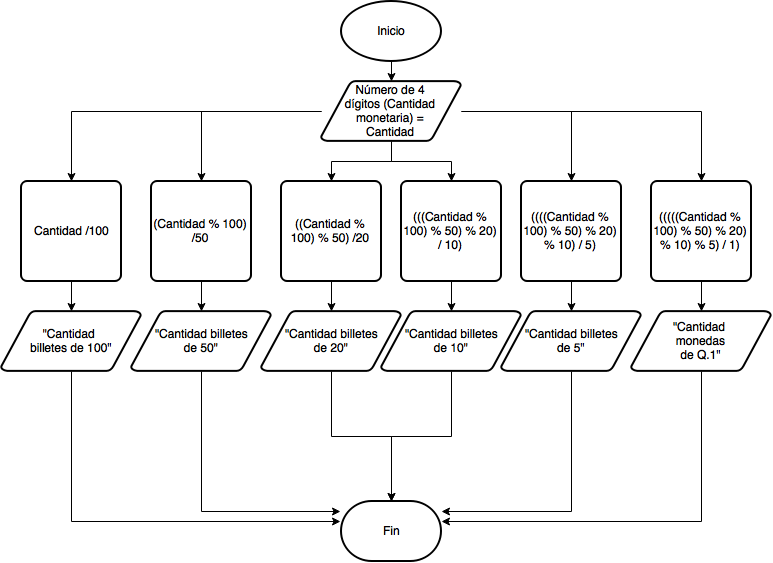 Inicio
Número de 4
dígitos (Cantidad
monetaria) =
Cantidad
Cantidad /100
(Cantidad % 100)
/50
((Cantidad %
100) % 50) /20
(((Cantidad %
100) % 50) % 20)
/ 10)
((((Cantidad %
100) % 50) % 20)
% 10) / 5)
(((((Cantidad %
100) % 50) % 20)
% 10) % 5) / 1)
"Cantidad
billetes de 100"
"Cantidad billetes
de 50"
"Cantidad billetes
de 20"
"Cantidad billetes
de 10"
"Cantidad billetes
de 5"
"Cantidad
monedas
de Q.1"
Fin